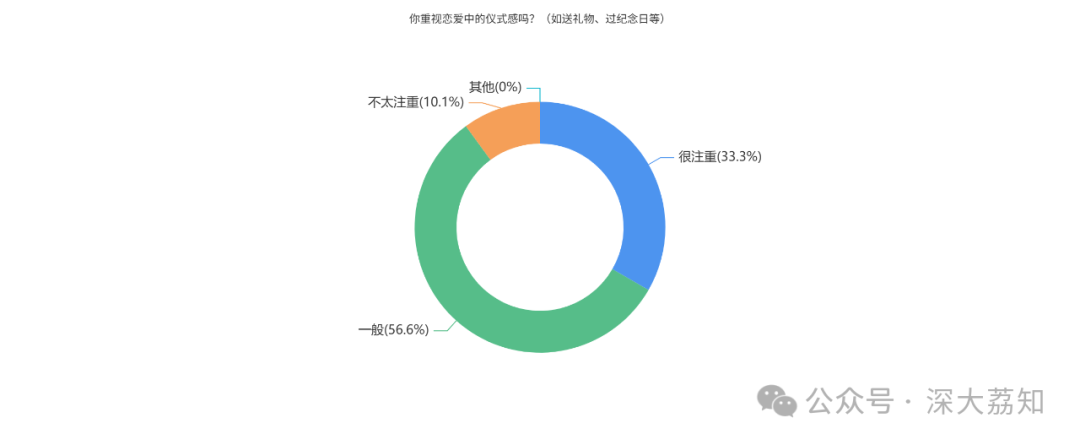 你重视恋爱中的仪式感吗？（如送礼物、过纪念日等）
其他(0%)
不太注重(10.1%)
很注重(33.3%)
一般(56.6%)
公众号 · 深大荔知